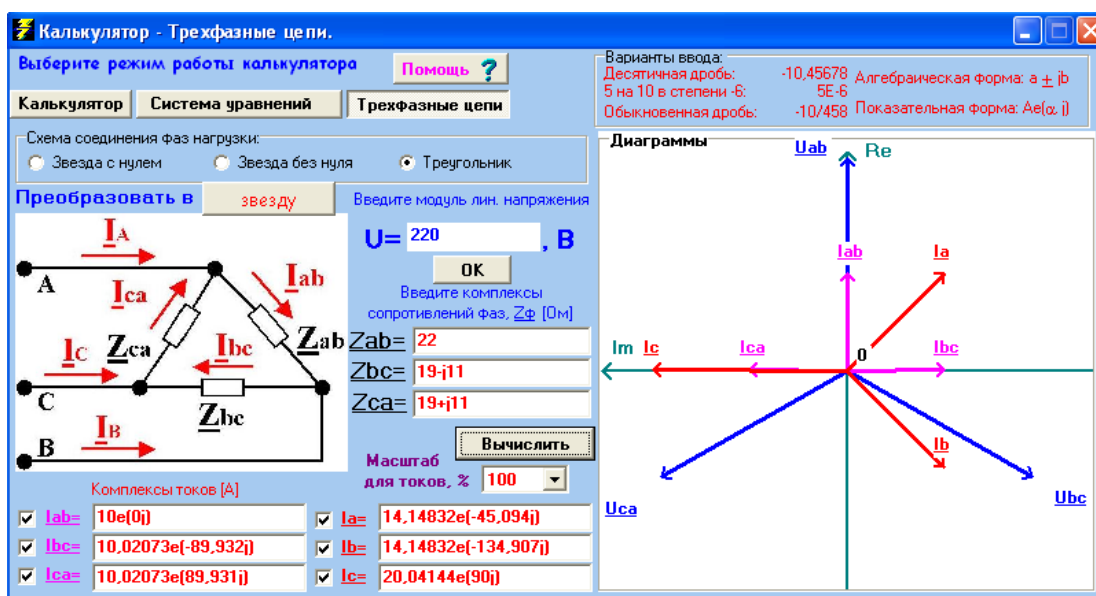 Калькулятор - Трехфазные цепи.
Выберите режим работы калькулятора
Помощь ?
Калькулятор
Система уравнений
Трехфазные цепи
Варианты ввода:
Десятичная дробь: -10,45678
5 на 10 в степени -6: 5E-6
Обыкновенная дробь: -10/458
Алгебраическая форма: a ± jb
Показательная форма: Ae(α j)
Схема соединения фаз нагрузки:
Звезда с нулем
Звезда без нуля
Треугольник
Преобразовать в
звезду
Введите модуль лин. напряжения
U= 220 , В
OK
Введите комплексы
сопротивлений фаз, Zф [Ом]
Zab= 22
Zbc= 19-j11
Zca= 19+j11
Вычислить
Масштаб
для токов, % 100
IA
A
Ica
Iab
Zca
Zab
IC
Ibc
C
Zbc
IB
B
Комплексы токов [А]
Iab= 10e(0j)
Ia= 14,14832e(-45,094j)
Ibc= 10,02073e(-89,932j)
Ib= 14,14832e(-134,907j)
Ica= 10,02073e(89,931j)
Ic= 20,04144e(90j)
Диаграммы
Uab
Re
Iab
Ia
Im
Ic
Ica
0
Ibc
Ib
Uca
Ubc